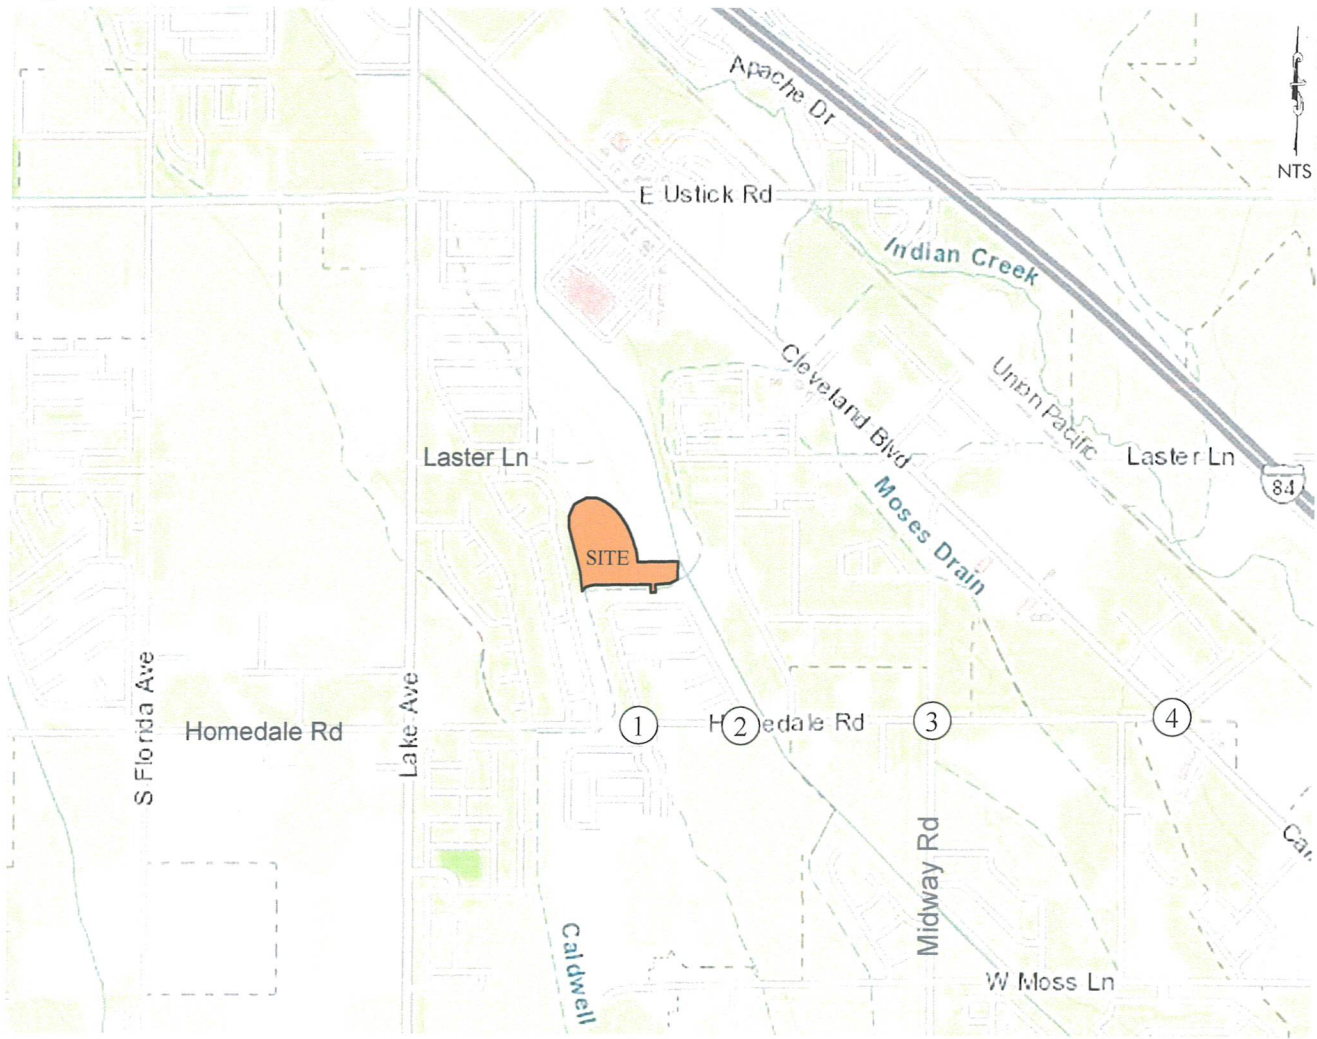 Apache Dr
NTS
E Ustick Rd
Indian Creek
Cleveland Blvd
Union Pacific
Laster Ln
Laster Ln
84
Moses Drain
SITE
S Florida Ave
Homedale Rd
Lake Ave
1
2
edale Rd
3
4
Midway Rd
Caldwell
W Moss Ln